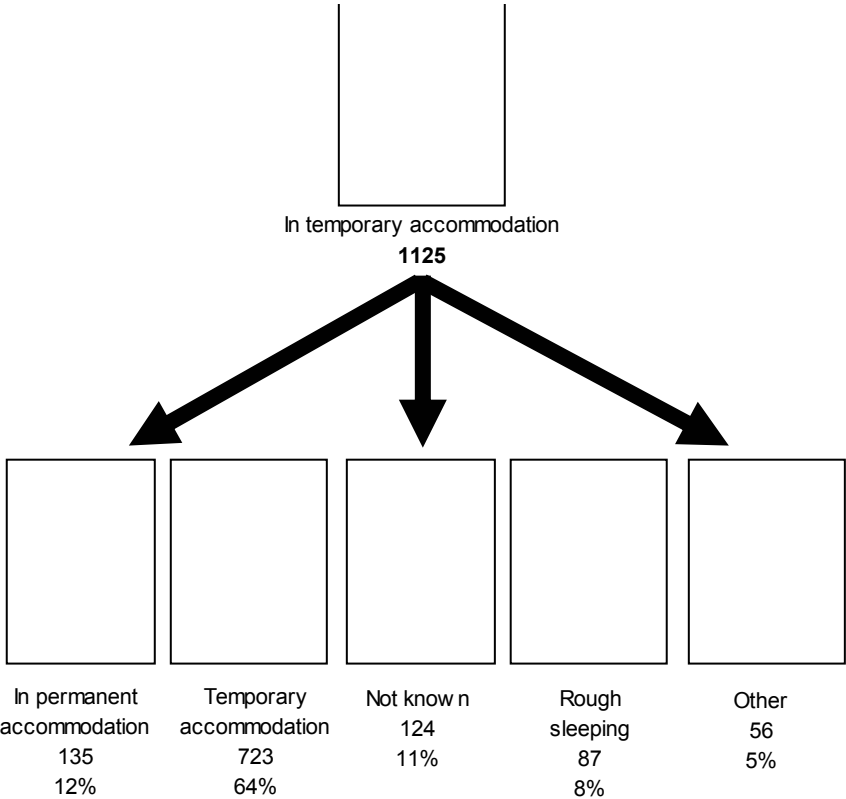 In temporary accommodation
1125
In permanent
accommodation
135
12%
Temporary
accommodation
723
64%
Not known
124
11%
Rough
sleeping
87
8%
Other
56
5%